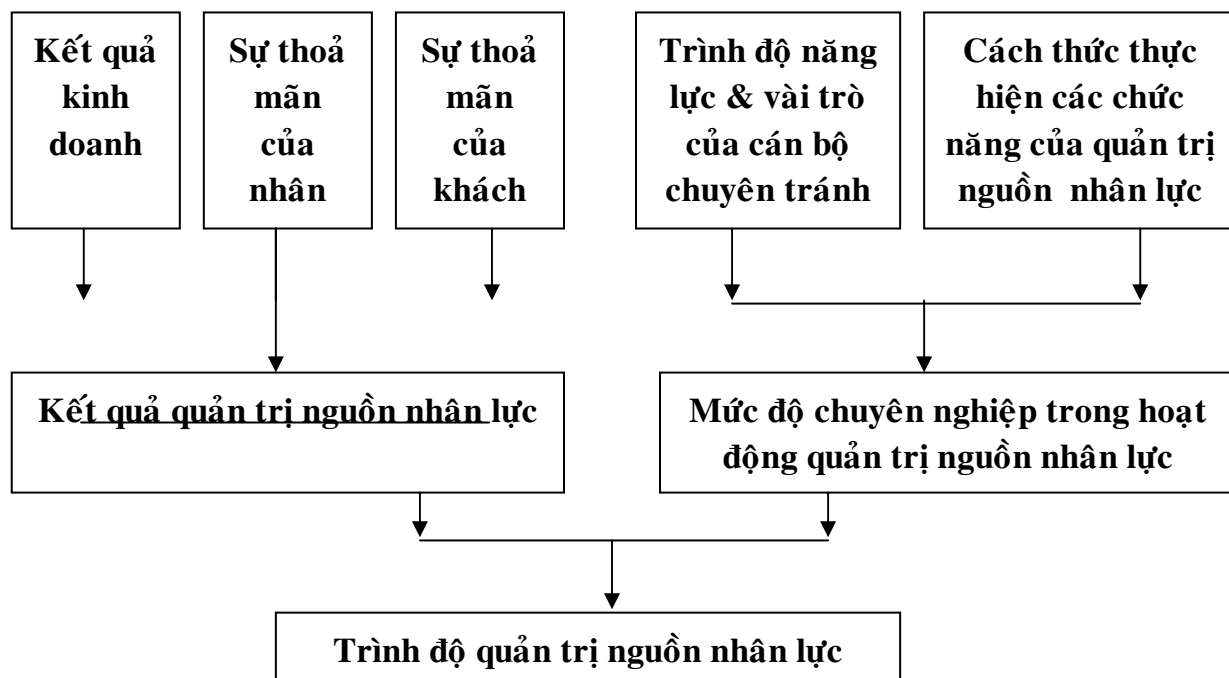 Kết quả
kinh
doanh
Sự thoả
mãn
của
nhân
Sự thoả
mãn
của
khách
Trình độ năng
lực & vài trò
của cán bộ
chuyên tránh
Cách thức thực
hiện các chức
năng của quản trị
nguồn nhân lực
Kết quả quản trị nguồn nhân lực
Mức độ chuyên nghiệp trong hoạt
động quản trị nguồn nhân lực
Trình độ quản trị nguồn nhân lực